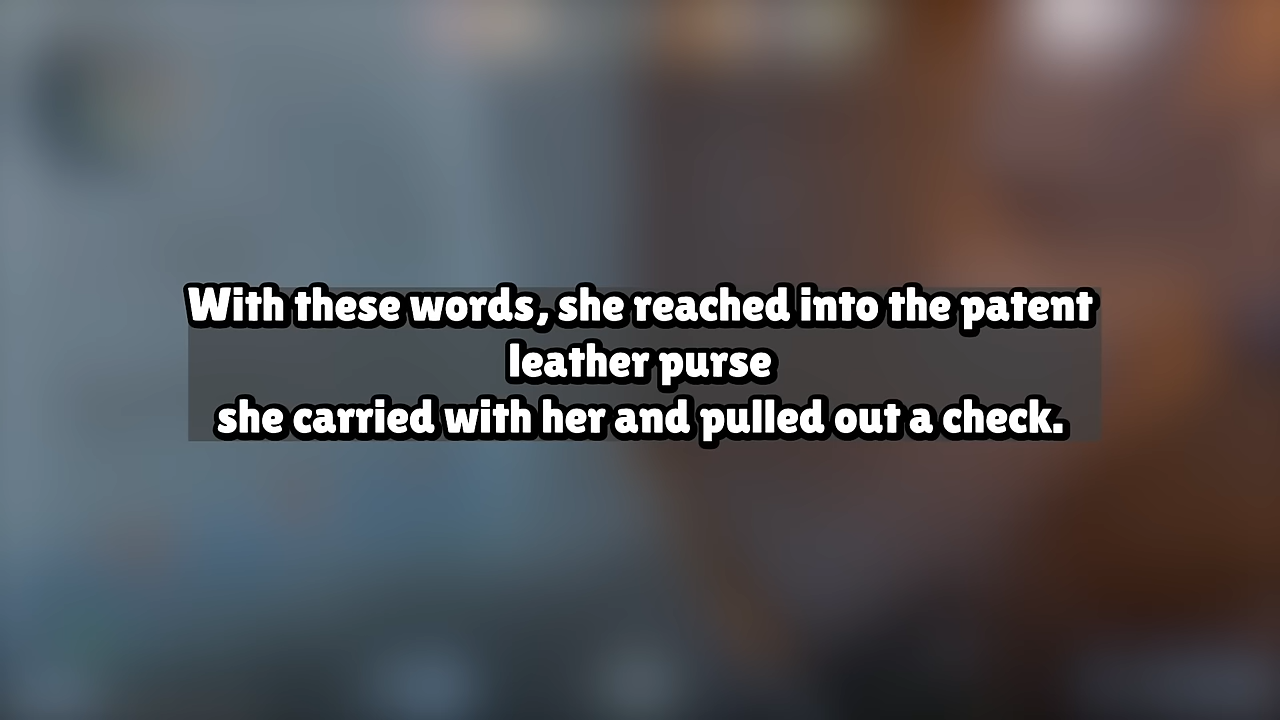 With these words, she reached into the patent
leather purse
she carried with her and pulled out a check.